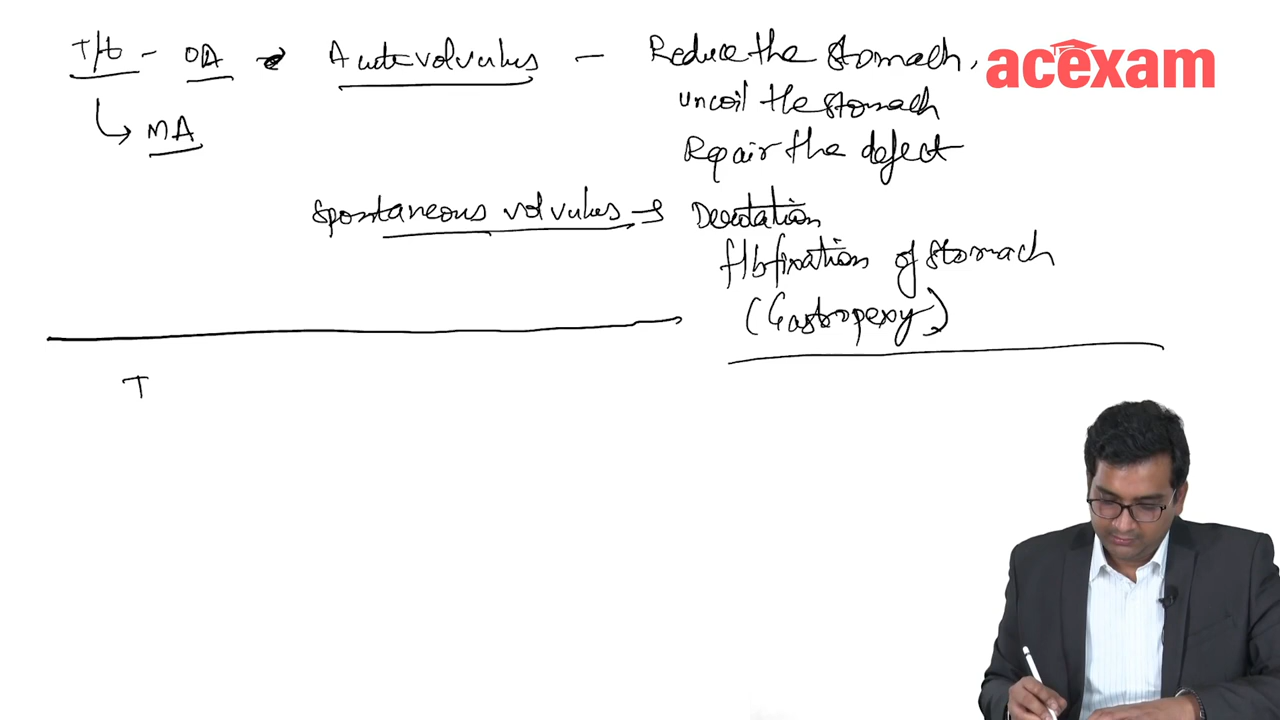 T/t - OA → Acute volvulus - Reduce the stomach,
uncoil the stomach
Repair the defect
↳ MA
Spontaneous volvulus → Derotation
f/b fixation of stomach
(Gastropexy)
T
acexam